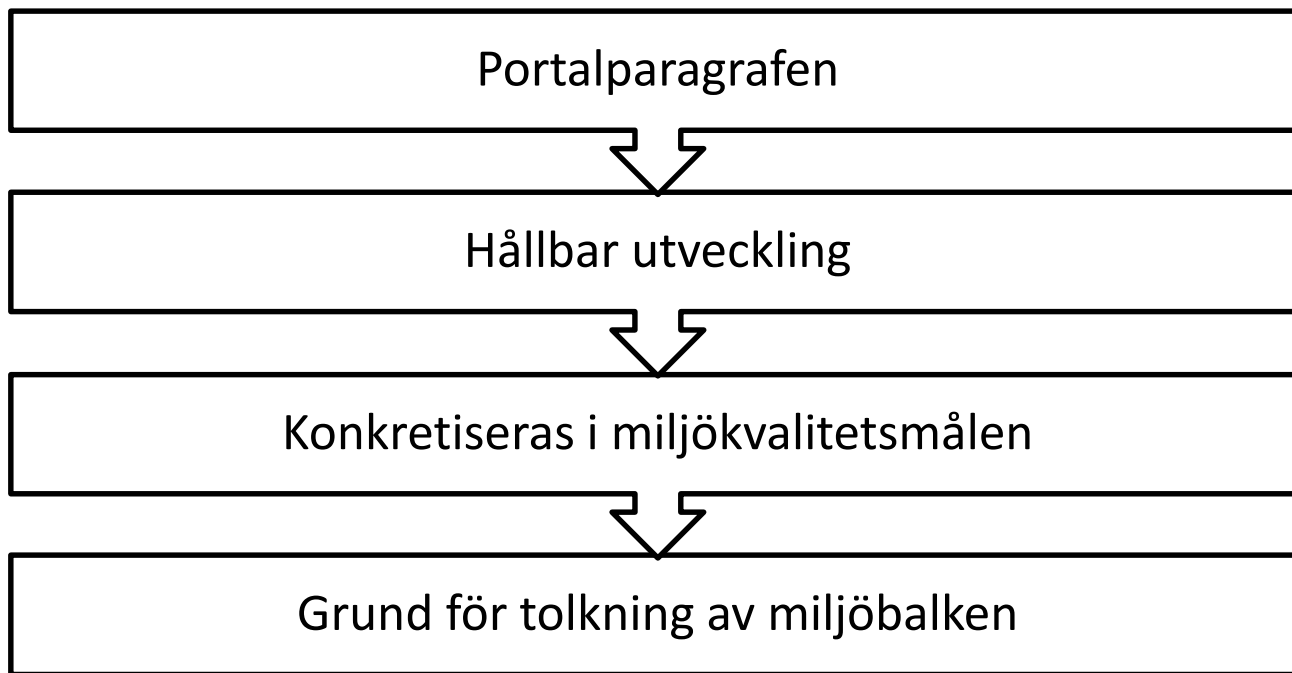 Portalparagrafen
Hållbar utveckling
Konkretiseras i miljökvalitetsmålen
Grund för tolkning av miljöbalken